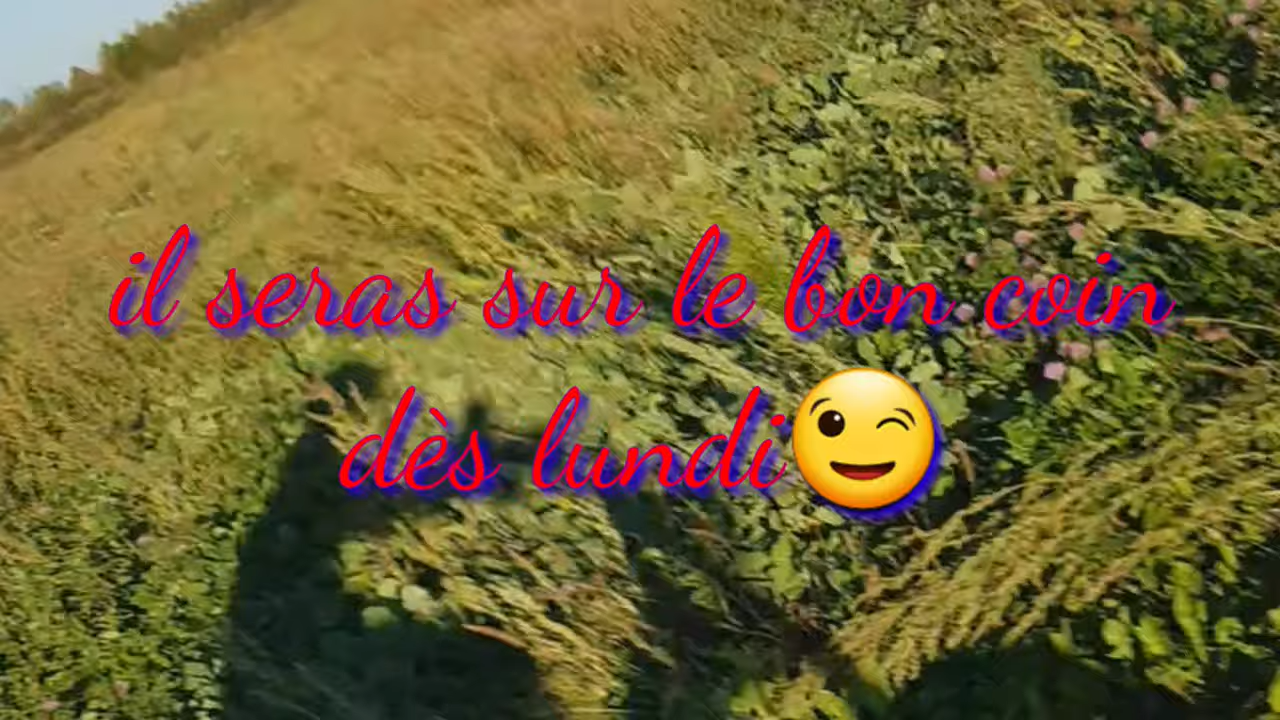 il seras sur le bon coin
dès lundi😉